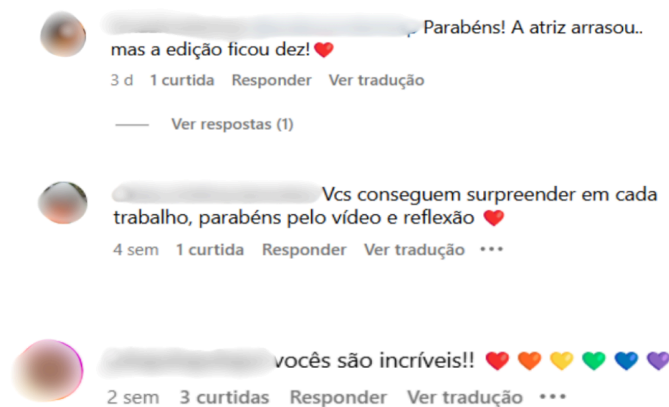 Parabéns! A atriz arrasou..
mas a edição ficou dez!❤️
3 d 1 curtida Responder Ver tradução
Ver respostas (1)
Vcs conseguem surpreender em cada
trabalho, parabéns pelo vídeo e reflexão ❤️
4 sem 1 curtida Responder Ver tradução •••
vocês são incríveis!! ❤️🧡💛💚💙💜
2 sem 3 curtidas Responder Ver tradução •••